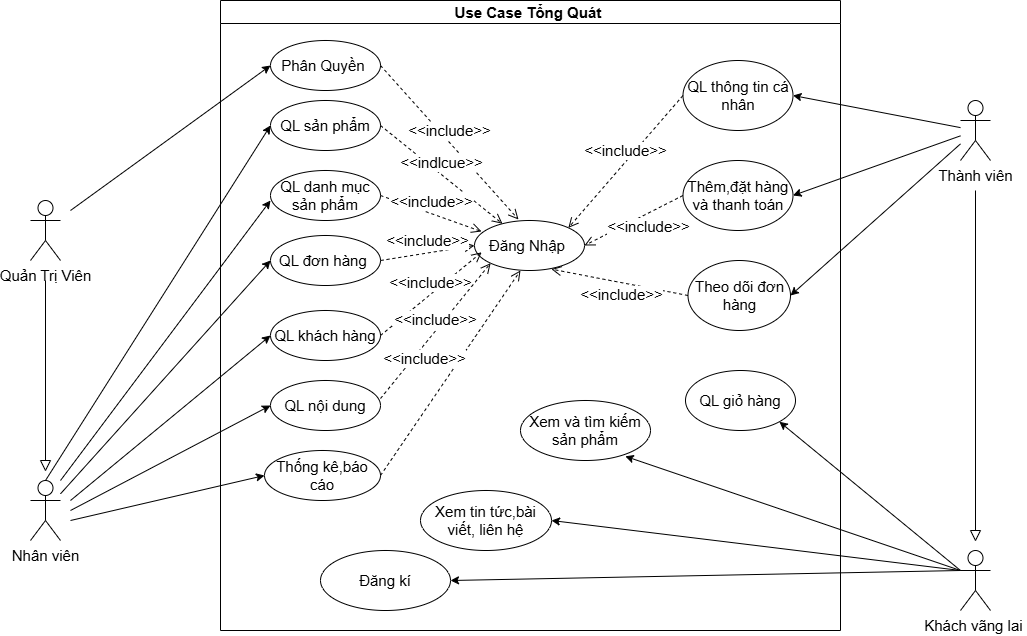 Use Case Tổng Quát
Phân Quyền
QL sản phẩm
QL danh mục
sản phẩm
QL đơn hàng
QL khách hàng
QL nội dung
Thống kê,báo
cáo
<<include>>
<<indlcue>>
<<include>>
<<include>>
<<include>>
<<include>>
<<include>>
Đăng Nhập
<<include>>
<<include>>
<<include>>
QL thông tin cá
nhân
Thêm,đặt hàng
và thanh toán
Theo dõi đơn
hàng
QL giỏ hàng
Xem và tìm kiếm
sản phẩm
Xem tin tức,bài
viết, liên hệ
Đăng kí
Quản Trị Viên
Nhân viên
Thành viên
Khách vãng lai